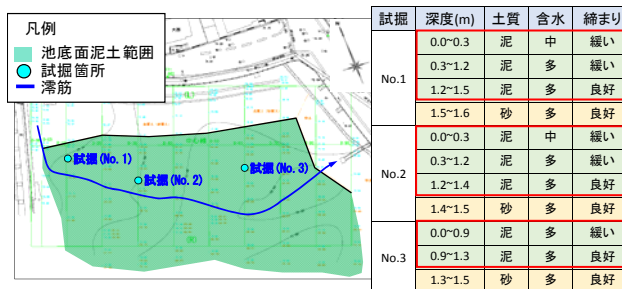 凡例
池底面泥土範囲
試掘箇所
澪筋
試掘(No.1)
試掘(No.2)
試掘(No.3)
試掘 深度(m) 土質 含水 締まり
No.1
0.0~0.3 泥 中 緩い
0.3~1.2 泥 多 緩い
1.2~1.5 泥 多 良好
1.5~1.6 砂 多 良好
No.2
0.0~0.3 泥 中 緩い
0.3~1.2 泥 多 緩い
1.2~1.4 泥 多 良好
1.4~1.5 砂 多 良好
No.3
0.0~0.9 泥 多 緩い
0.9~1.3 泥 多 良好
1.3~1.5 砂 多 良好